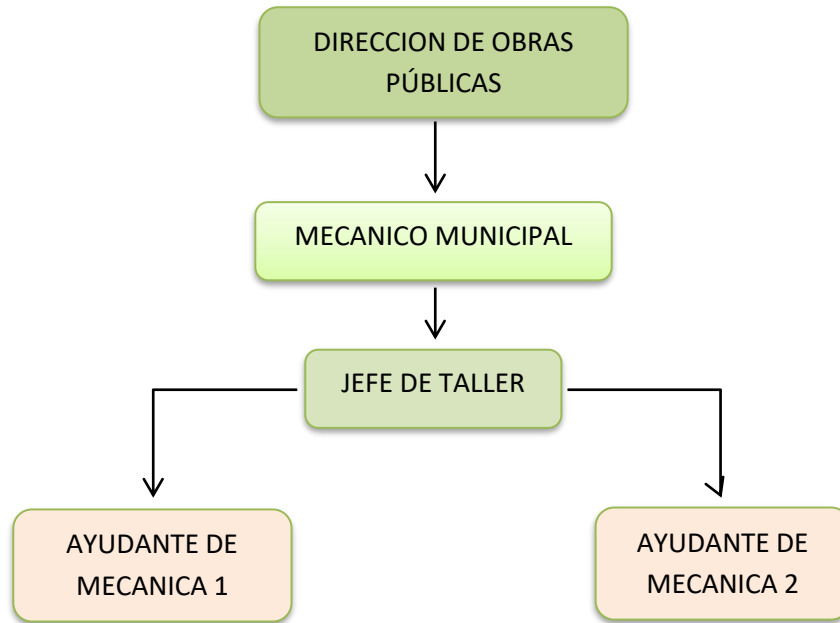 DIRECCION DE OBRAS
PÚBLICAS
MECANICO MUNICIPAL
JEFE DE TALLER
AYUDANTE DE
MECANICA 1
AYUDANTE DE
MECANICA 2